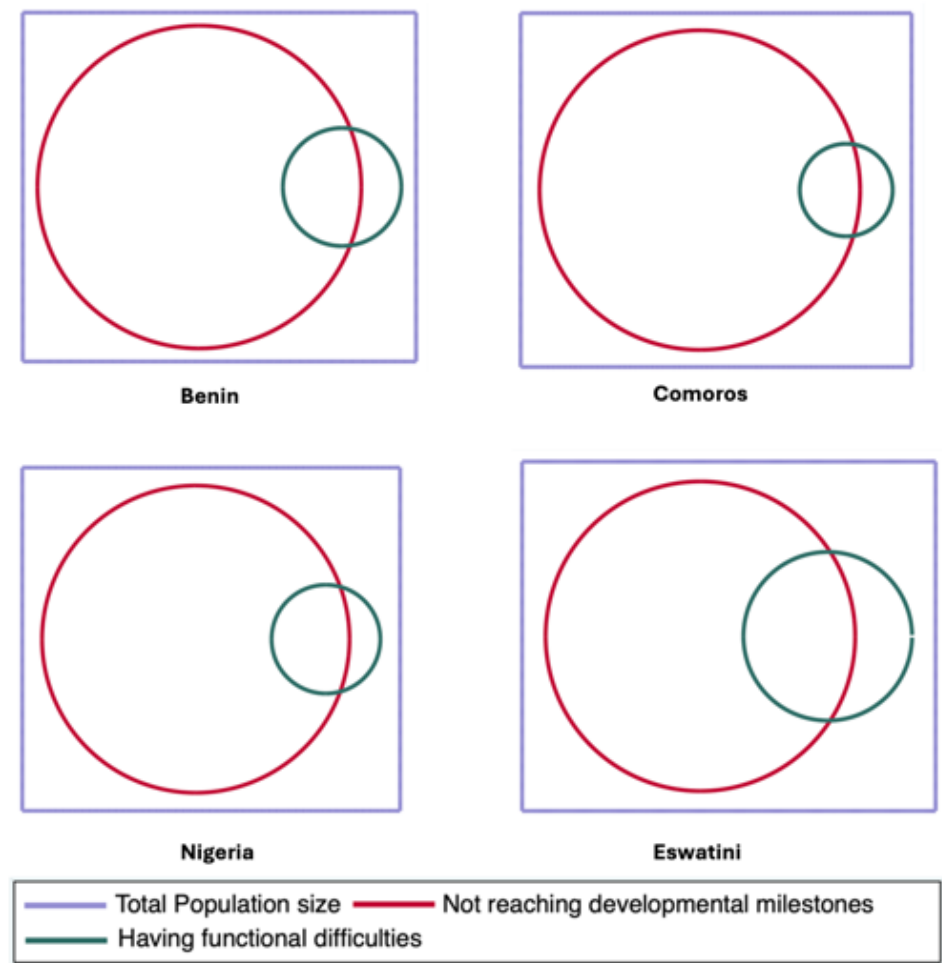 Benin
Comoros
Nigeria
Eswatini
Total Population size
Not reaching developmental milestones
Having functional difficulties